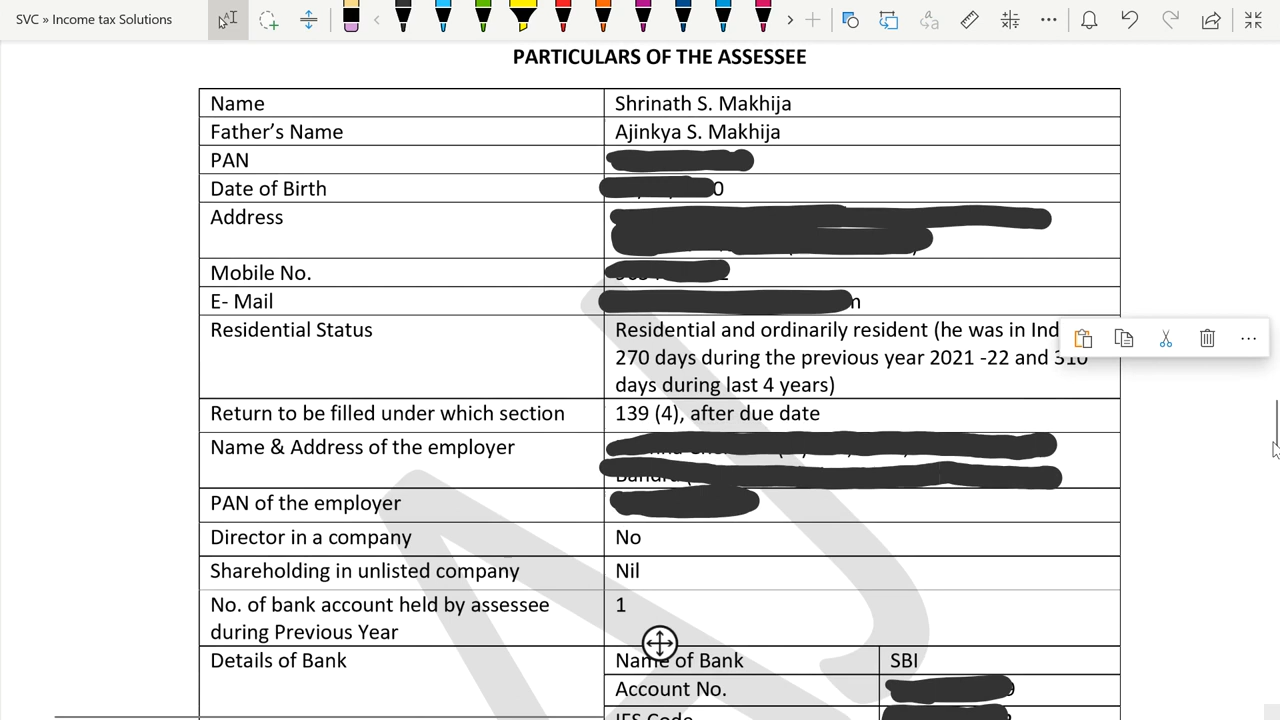 SVC » Income tax Solutions
PARTICULARS OF THE ASSESSEE
Name Shrinath S. Makhija
Father’s Name Ajinkya S. Makhija
PAN
Date of Birth 0
Address
Mobile No.
E- Mail
Residential Status Residential and ordinarily resident (he was in
270 days during the previous year 2021 -22 and 310
days during last 4 years)
Return to be filled under which section 139 (4), after due date
Name & Address of the employer
PAN of the employer
Director in a company No
Shareholding in unlisted company Nil
No. of bank account held by assessee 1
during Previous Year
Details of Bank Name of Bank SBI
Account No.